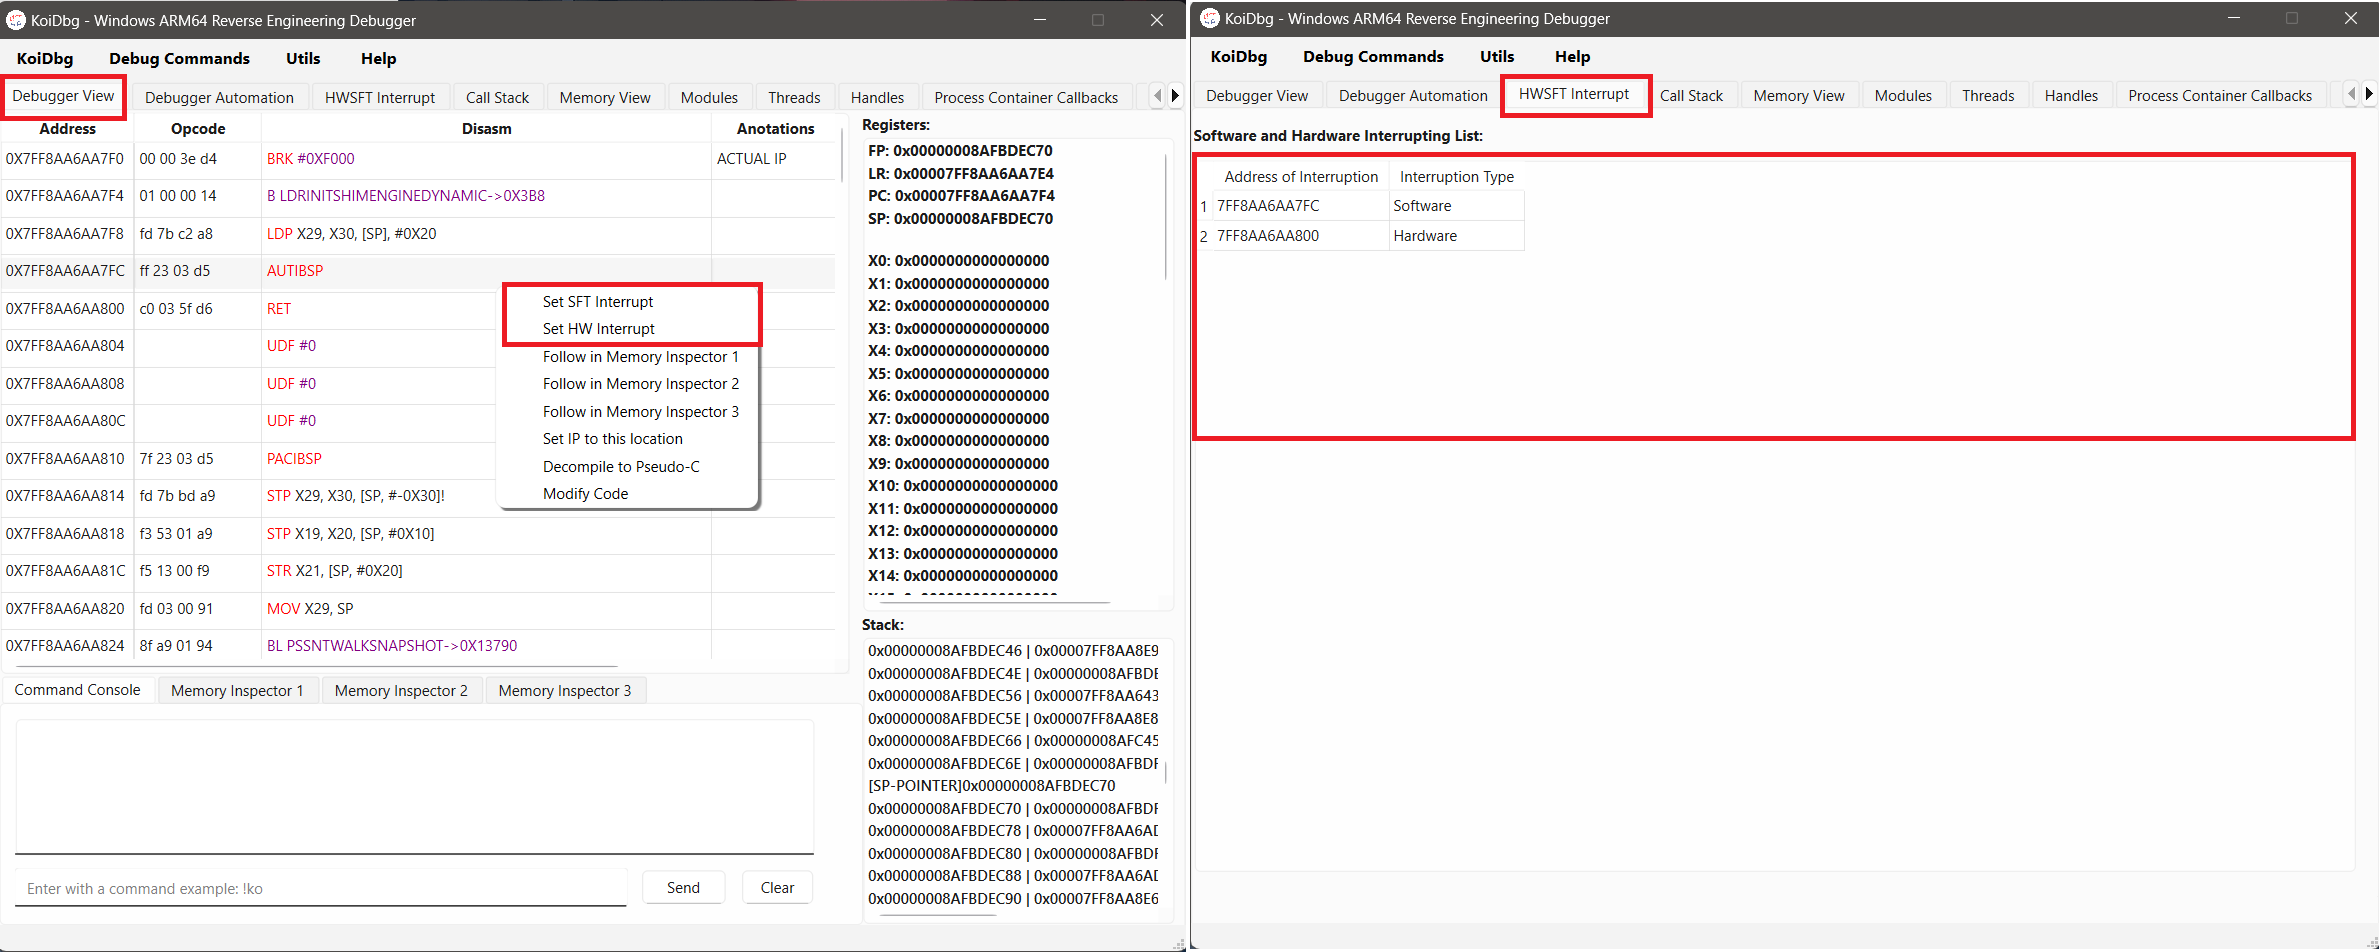 KoiDbg - Windows ARM64 Reverse Engineering Debugger
KoiDbg Debug Commands Utils Help
Debugger View Debugger Automation HWSFT Interrupt Call Stack Memory View Modules Threads Handles Process Container Callbacks
Address Opcode Disasm Anotations
0X7FF8AA6AA7F0 00 00 3e d4 BRK #0XF000 ACTUAL IP
0X7FF8AA6AA7F4 01 00 00 14 B LDRINITSHIMENGINEDYNAMIC->0X3B8
0X7FF8AA6AA7F8 fd 7b c2 a8 LDP X29, X30, [SP], #0X20
0X7FF8AA6AA7FC ff 23 03 d5 AUTIBSP
0X7FF8AA6AA800 c0 03 5f d6 RET
0X7FF8AA6AA804 UDF #0
0X7FF8AA6AA808 UDF #0
0X7FF8AA6AA80C UDF #0
0X7FF8AA6AA810 7f 23 03 d5 PACIBSP
0X7FF8AA6AA814 fd 7b bd a9 STP X29, X30, [SP, #-0X30]!
0X7FF8AA6AA818 f3 53 01 a9 STP X19, X20, [SP, #0X10]
0X7FF8AA6AA81C f5 13 00 f9 STR X21, [SP, #0X20]
0X7FF8AA6AA820 fd 03 00 91 MOV X29, SP
0X7FF8AA6AA824 8f a9 01 94 BL PSSNTWALKSNAPSHOT->0X13790
Set SFT Interrupt
Set HW Interrupt
Follow in Memory Inspector 1
Follow in Memory Inspector 2
Follow in Memory Inspector 3
Set IP to this location
Decompile to Pseudo-C
Modify Code
Registers:
FP: 0x00000008AFBDEC70
LR: 0x00007FF8AA6AA7E4
PC: 0x00007FF8AA6AA7F4
SP: 0x00000008AFBDEC70
X0: 0x0000000000000000
X1: 0x0000000000000000
X2: 0x0000000000000000
X3: 0x0000000000000000
X4: 0x0000000000000000
X5: 0x0000000000000000
X6: 0x0000000000000000
X7: 0x0000000000000000
X8: 0x0000000000000000
X9: 0x0000000000000000
X10: 0x0000000000000000
X11: 0x0000000000000000
X12: 0x0000000000000000
X13: 0x0000000000000000
X14: 0x0000000000000000
Stack:
0x00000008AFBDEC46 | 0x00007FF8AA8E9
0x00000008AFBDEC4E | 0x00000008AFBDE
0x00000008AFBDEC56 | 0x00007FF8AA643
0x00000008AFBDEC5E | 0x00007FF8AA8E8
0x00000008AFBDEC66 | 0x00000008AFC45
0x00000008AFBDEC6E | 0x00000008AFBDF
[SP-POINTER]0x00000008AFBDEC70
0x00000008AFBDEC70 | 0x00000008AFBDF
0x00000008AFBDEC78 | 0x00007FF8AA6AD
0x00000008AFBDEC80 | 0x00000008AFBDF
0x00000008AFBDEC88 | 0x00007FF8AA6AD
0x00000008AFBDEC90 | 0x00007FF8AA8E6
Command Console Memory Inspector 1 Memory Inspector 2 Memory Inspector 3
Enter with a command example: !ko Send Clear
KoiDbg - Windows ARM64 Reverse Engineering Debugger
KoiDbg Debug Commands Utils Help
Debugger View Debugger Automation HWSFT Interrupt Call Stack Memory View Modules Threads Handles Process Container Callbacks
Software and Hardware Interrupting List:
Address of Interruption Interruption Type
1 7FF8AA6AA7FC Software
2 7FF8AA6AA800 Hardware